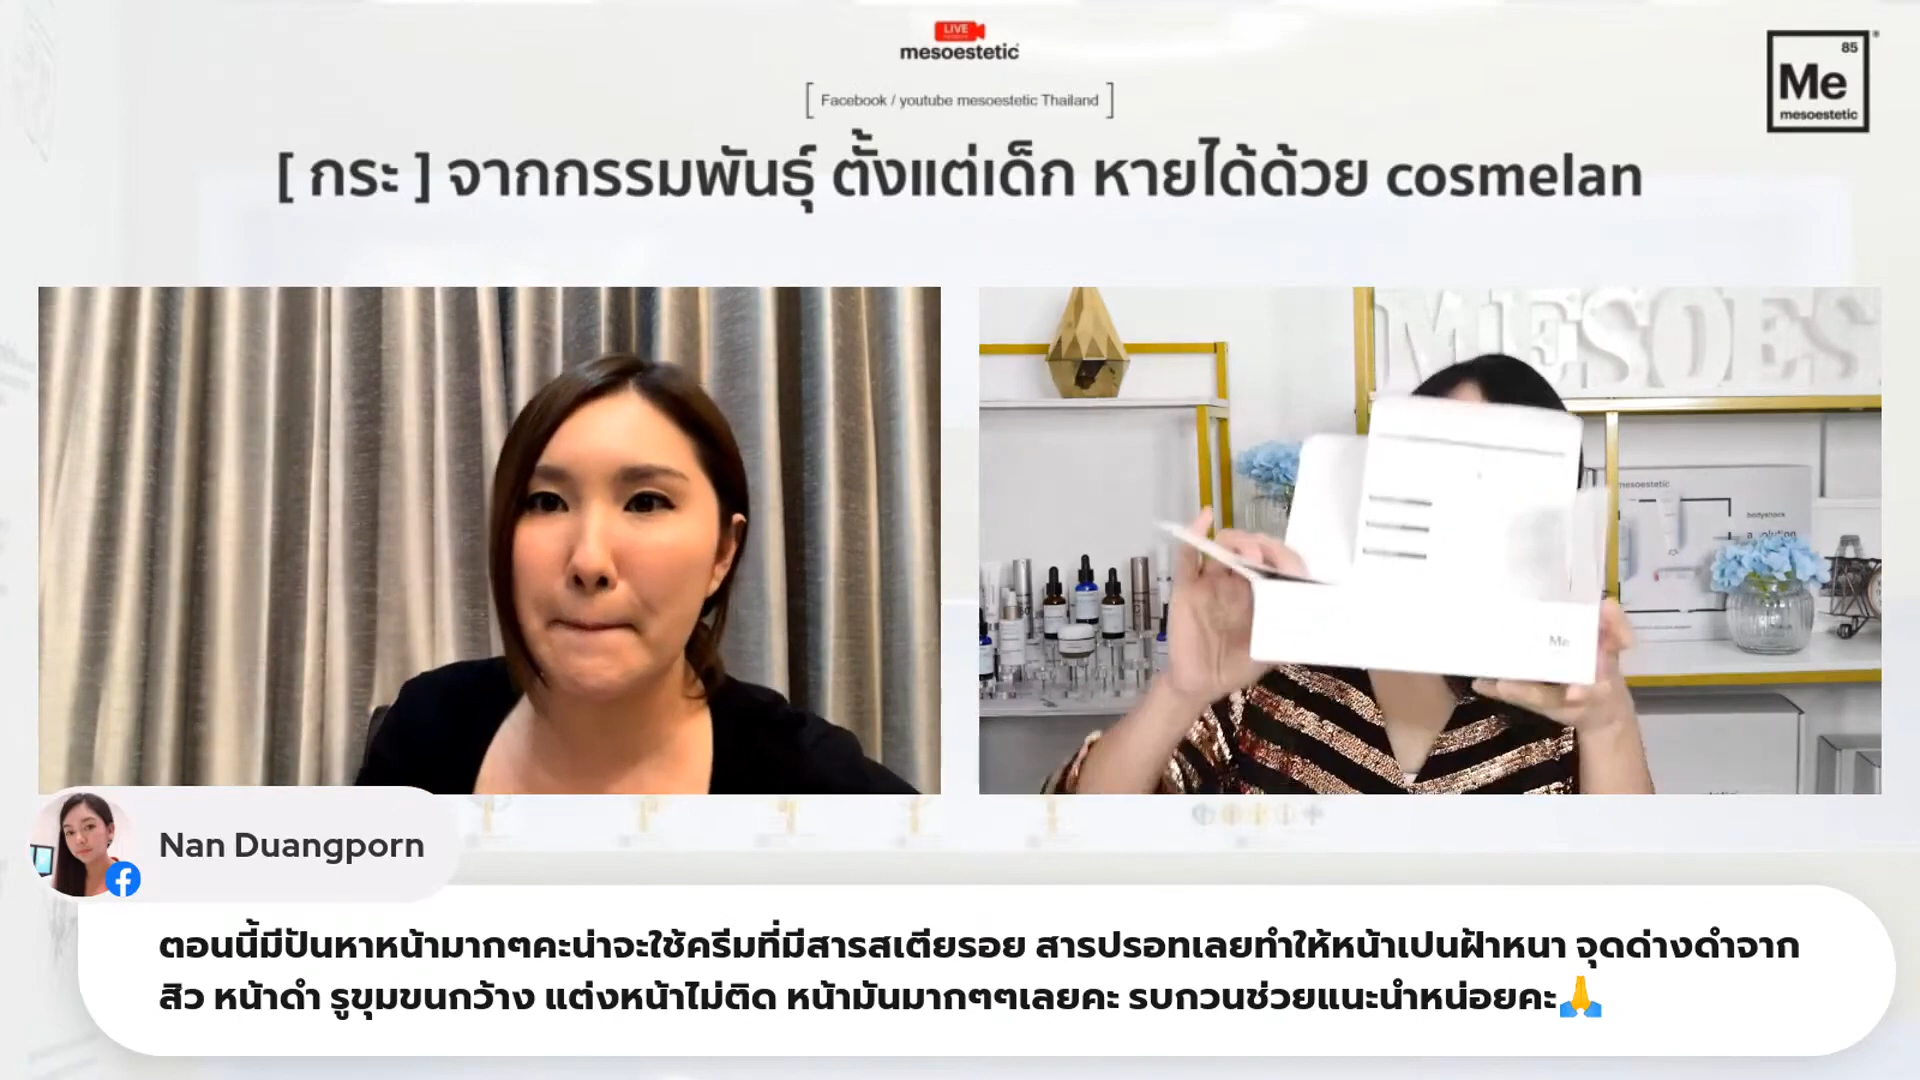 LIVE
mesoestetic
[ Facebook / youtube mesoestetic Thailand ]
85
Me
mesoestetic
[ กระ ] จากกรรมพันธุ์ ตั้งแต่เด็ก หายได้ด้วย cosmelan
MESOES
mesoestetic
bodyshock
a solution
Me
Nan Duangporn
ตอนนี้มีปันหาหน้ามากๆคะน่าจะใช้ครีมที่มีสารสเตียรอย สารปรอทเลยทำให้หน้าเปนฝ้าหนา จุดด่างดำจาก
สิว หน้าดำ รูขุมขนกว้าง แต่งหน้าไม่ติด หน้ามันมากๆๆเลยคะ รบกวนช่วยแนะนำหน่อยคะ🙏